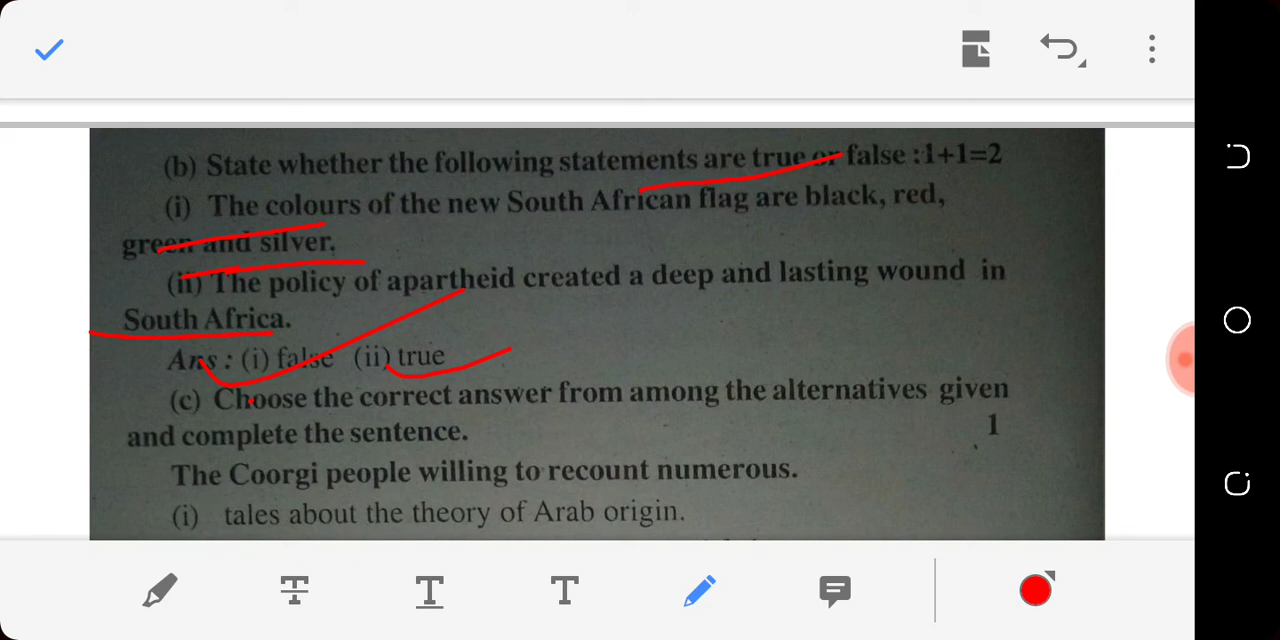 (b) State whether the following statements are true or false :1+1=2
(i) The colours of the new South African flag are black, red,
green and silver.
(ii) The policy of apartheid created a deep and lasting wound in
South Africa.
Ans : (i) false (ii) true
(c) Choose the correct answer from among the alternatives given
and complete the sentence. 1
The Coorgi people willing to recount numerous.
(i) tales about the theory of Arab origin.